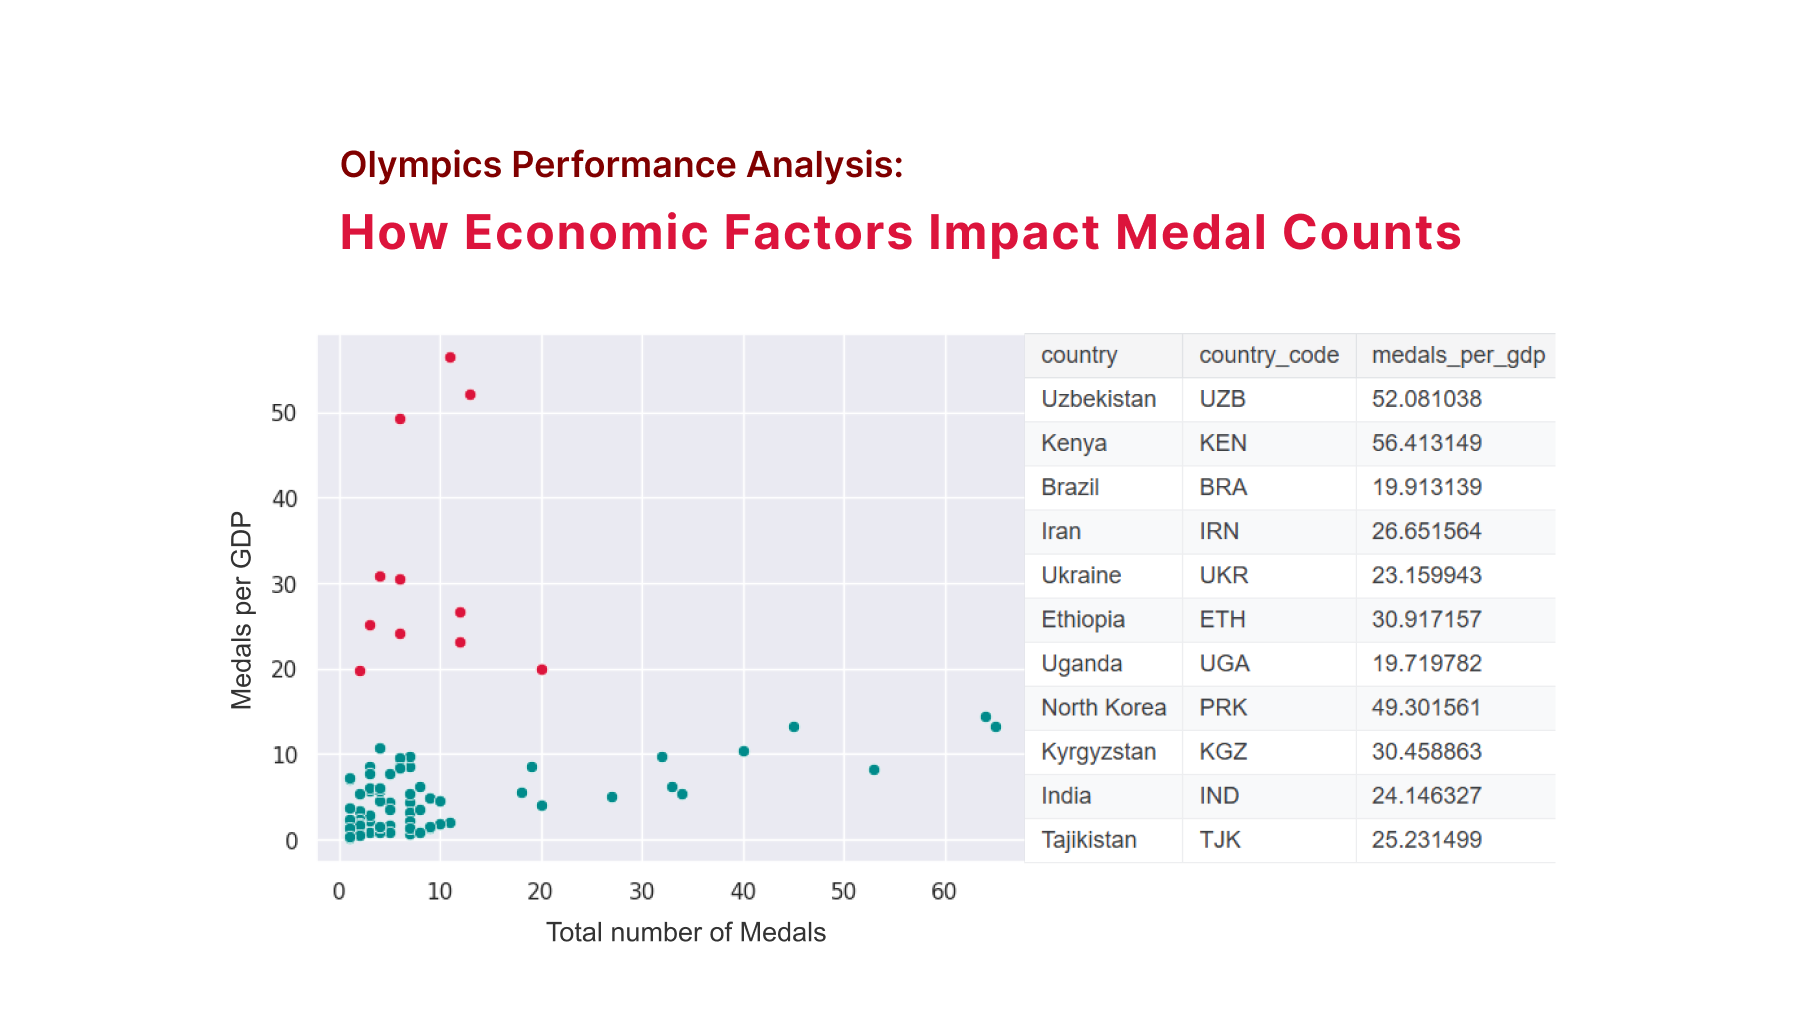 Olympics Performance Analysis:
How Economic Factors Impact Medal Counts
Medals per GDP
50
40
30
20
10
0
0 10 20 30 40 50 60
Total number of Medals
country country_code medals_per_gdp
Uzbekistan UZB 52.081038
Kenya KEN 56.413149
Brazil BRA 19.913139
Iran IRN 26.651564
Ukraine UKR 23.159943
Ethiopia ETH 30.917157
Uganda UGA 19.719782
North Korea PRK 49.301561
Kyrgyzstan KGZ 30.458863
India IND 24.146327
Tajikistan TJK 25.231499